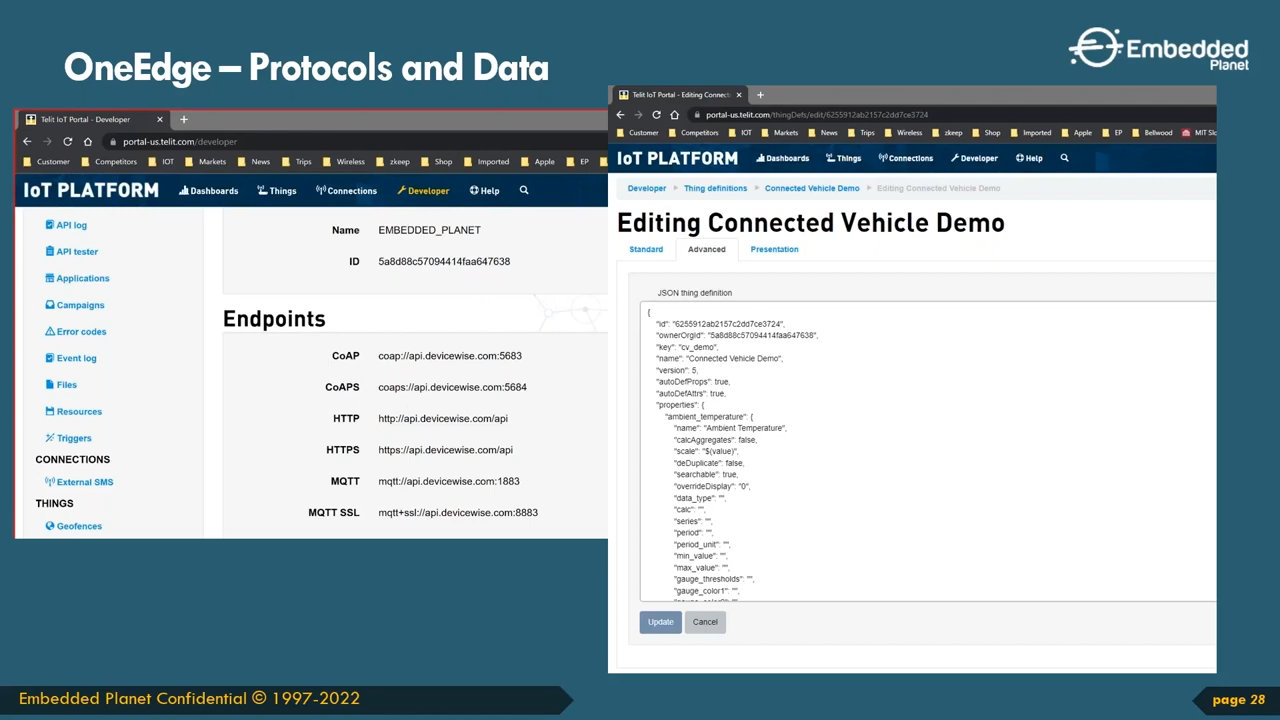 OneEdge – Protocols and Data
Embedded
Planet
Telit IoT Portal - Developer
portal-us.telit.com/developer
Customer Competitors IOT Markets News Trips Wireless zkeep Shop Imported Apple EP
IoT PLATFORM Dashboards Things Connections Developer Help
API log
API tester
Applications
Campaigns
Error codes
Event log
Files
Resources
Triggers
CONNECTIONS
External SMS
THINGS
Geofences
Name EMBEDDED_PLANET
ID 5a8d88c57094414faa647638
Endpoints
CoAP coap://api.devicewise.com:5683
CoAPS coaps://api.devicewise.com:5684
HTTP http://api.devicewise.com/api
HTTPS https://api.devicewise.com/api
MQTT mqtt://api.devicewise.com:1883
MQTT SSL mqtt+ssl://api.devicewise.com:8883
Telit IoT Portal - Editing Connect
portal-us.telit.com/thingDefs/edit/6255912ab2157c2dd7ce3724
Customer Competitors IOT Markets News Trips Wireless zkeep Shop Imported Apple EP Bellwood MIT Slo
IoT PLATFORM Dashboards Things Connections Developer Help
Developer Thing definitions Connected Vehicle Demo Editing Connected Vehicle Demo
Editing Connected Vehicle Demo
Standard Advanced Presentation
JSON thing definition
{
"id": "6255912ab2157c2dd7ce3724",
"ownerOrgId": "5a8d88c57094414faa647638",
"key": "cv_demo",
"name": "Connected Vehicle Demo",
"version": 5,
"autoDefProps": true,
"autoDefAttrs": true,
"properties": {
"ambient_temperature": {
"name": "Ambient Temperature",
"calcAggregates": false,
"scale": "$(value)",
"deDuplicate": false,
"searchable": true,
"overrideDisplay": "0",
"data_type": "",
"calc": "",
"series": "",
"period": "",
"period_unit": "",
"min_value": "",
"max_value": "",
"gauge_thresholds": "",
"gauge_color1": "",
Update Cancel
Embedded Planet Confidential © 1997-2022
page 28